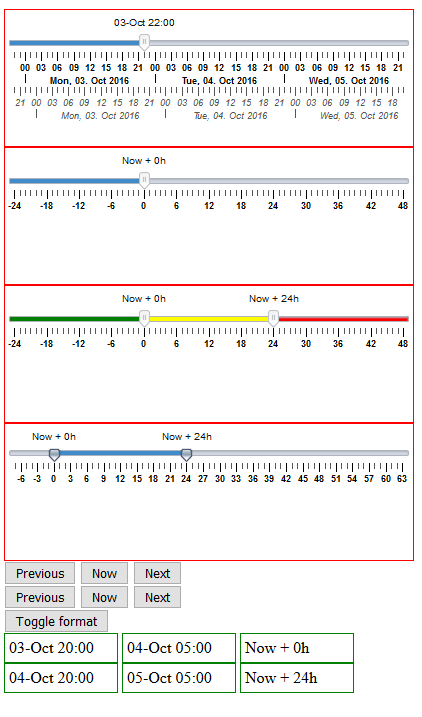 03-Oct 22:00
00 03 06 09 12 15 18 21 00 03 06 09 12 15 18 21 00 03 06 09 12 15 18 21
Mon, 03. Oct 2016 Tue, 04. Oct 2016 Wed, 05. Oct 2016
21 00 03 06 09 12 15 18 21 00 03 06 09 12 15 18 21 00 03 06 09 12 15 18
Mon, 03. Oct 2016 Tue, 04. Oct 2016 Wed, 05. Oct 2016
Now + 0h
-24 -18 -12 -6 0 6 12 18 24 30 36 42 48
Now + 0h Now + 24h
-24 -18 -12 -6 0 6 12 18 24 30 36 42 48
Now + 0h Now + 24h
-6 -3 0 3 6 9 12 15 18 21 24 27 30 33 36 39 42 45 48 51 54 57 60 63
Previous Now Next
Previous Now Next
Toggle format
03-Oct 20:00 04-Oct 05:00 Now + 0h
04-Oct 20:00 05-Oct 05:00 Now + 24h